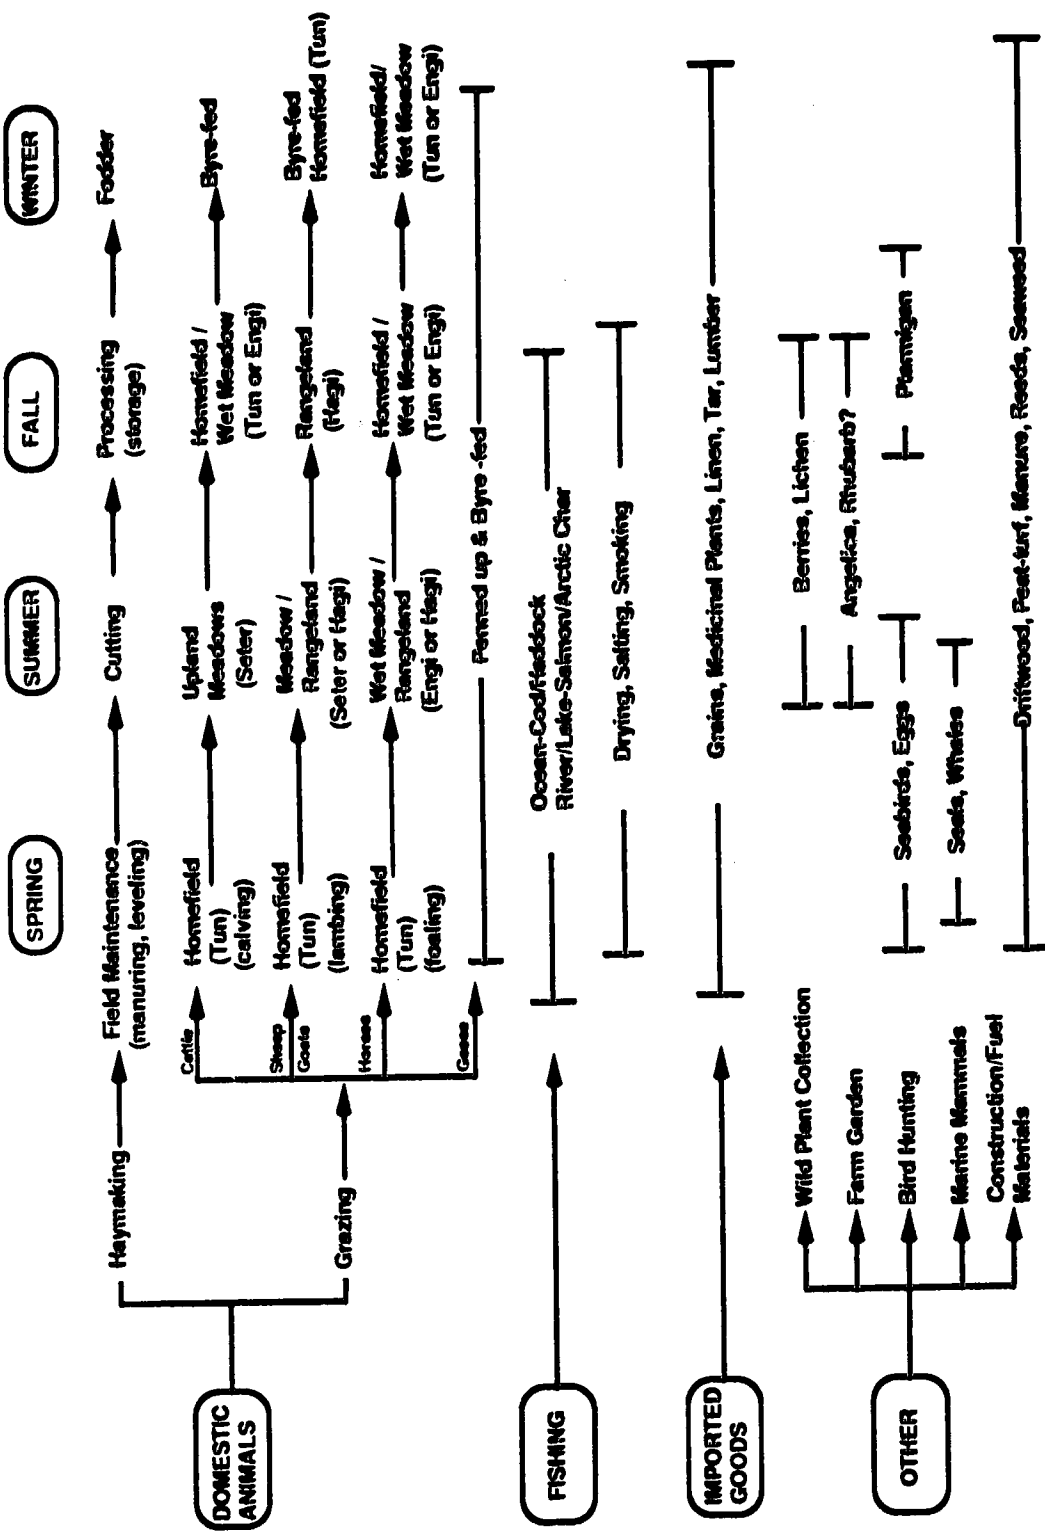 SPRING
SUMMER
FALL
WINTER
DOMESTIC
ANIMALS
Haymaking
Field Maintenance
(manuring, leveling)
Cutting
Processing
(storage)
Fodder
Grazing
Cattle
Homefield
(Tun)
(calving)
Upland
Meadows
(Seter)
Homefield /
Wet Meadow
(Tun or Engi)
Byre-fed
Sheep
Goats
Homefield
(Tun)
(lambing)
Meadow /
Rangeland
(Seter or Hagi)
Rangeland
(Hagi)
Byre-fed
Homefield (Tun)
Horses
Homefield
(Tun)
(foaling)
Wet Meadow /
Rangeland
(Engi or Hagi)
Homefield /
Wet Meadow
(Tun or Engi)
Homefield/
Wet Meadow
(Tun or Engi)
Geese
Penned up & Byre -fed
FISHING
Ocean-Cod/Haddock
River/Lake-Salmon/Arctic Char
Drying, Salting, Smoking
IMPORTED
GOODS
Grains, Medicinal Plants, Linen, Tar, Lumber
OTHER
Wild Plant Collection
Berries, Lichen
Farm Garden
Angelica, Rhubarb?
Bird Hunting
Seabirds, Eggs
Ptarmigan
Marine Mammals
Seals, Whales
Construction/Fuel
Materials
Driftwood, Peat-turf, Manure, Reeds, Seaweed